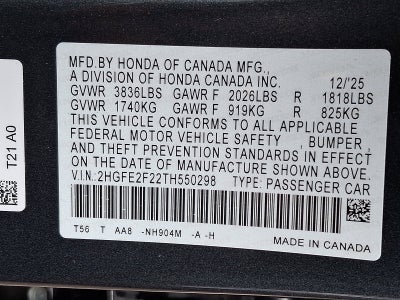 MFD.BY HONDA OF CANADA MFG.,
A DIVISION OF HONDA CANADA INC. 12/'25
GVWR 3836LBS GAWR F 2026LBS R 1818LBS
GVWR 1740KG GAWR F 919KG R 825KG
THIS VEHICLE CONFORMS TO ALL APPLICABLE
FEDERAL MOTOR VEHICLE SAFETY , BUMPER,
AND THEFT PREVENTION STANDARDS IN EFFECT
ON THE DATE OF MANUFACTURE SHOWN ABOVE.
V.I.N.:2HGFE2F22TH550298 TYPE: PASSENGER CAR
T56 T AA8 -NH904M -A -H
MADE IN CANADA
T21 A0